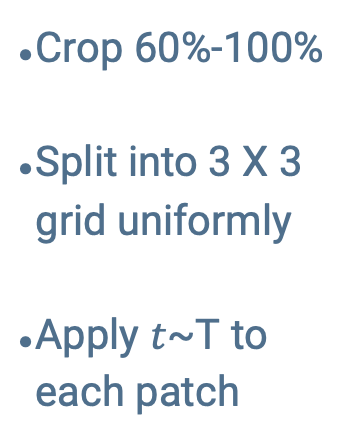 •Crop 60%-100%
•Split into 3 X 3
grid uniformly
•Apply t~T to
each patch